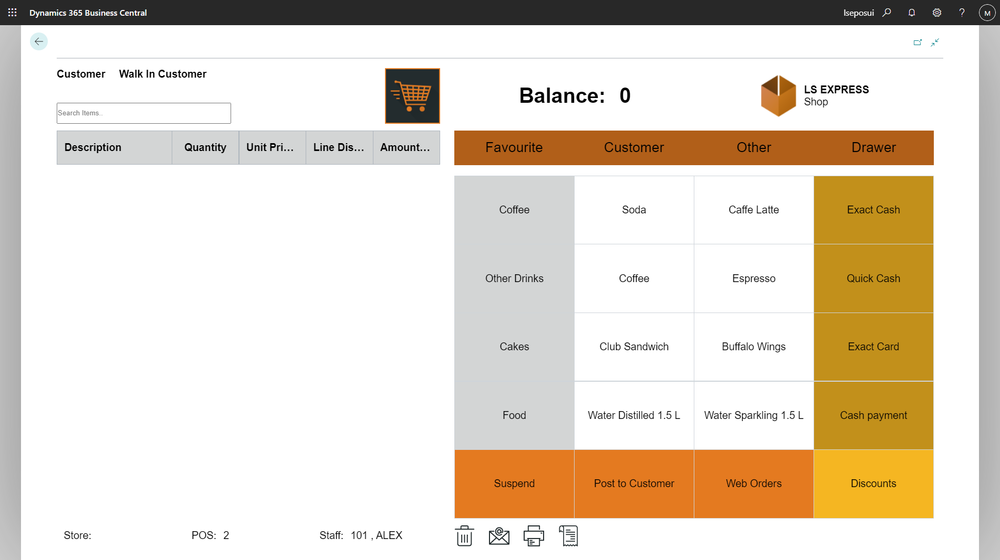 Dynamics 365 Business Central
lseposui
?
M
Customer Walk In Customer
Search Items..
Balance: 0
LS EXPRESS
Shop
Description Quantity Unit Pri... Line Dis... Amount...
Favourite Customer Other Drawer
Coffee Soda Caffe Latte Exact Cash
Other Drinks Coffee Espresso Quick Cash
Cakes Club Sandwich Buffalo Wings Exact Card
Food Water Distilled 1.5 L Water Sparkling 1.5 L Cash payment
Suspend Post to Customer Web Orders Discounts
Store: POS: 2 Staff: 101 , ALEX